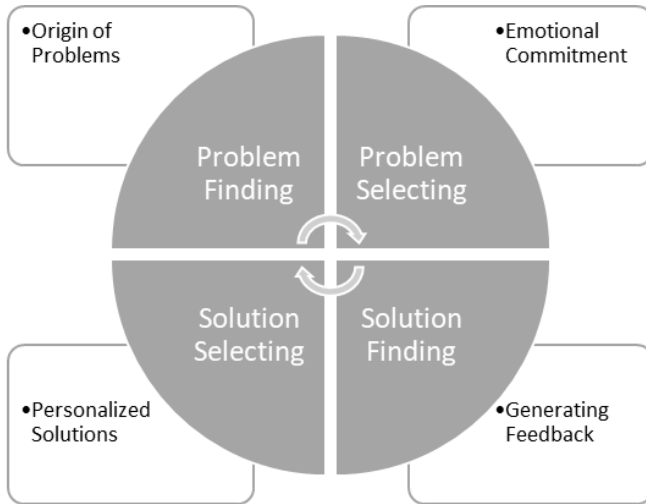 •Origin of
Problems
•Emotional
Commitment
Problem
Finding
Problem
Selecting
Solution
Selecting
Solution
Finding
•Personalized
Solutions
•Generating
Feedback